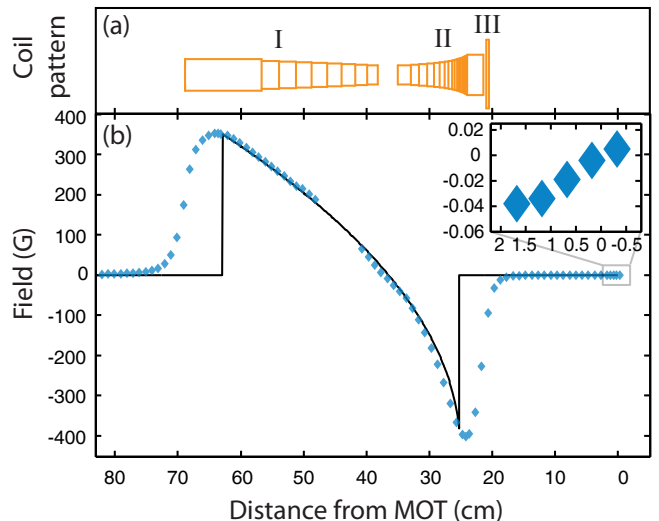 (a)
I
II
III
Coil
pattern
(b)
400
300
200
100
0
-100
-200
-300
-400
Field (G)
0.02
0
-0.02
-0.04
-0.06
2 1.5 1 0.5 0 -0.5
80 70 60 50 40 30 20 10 0
Distance from MOT (cm)